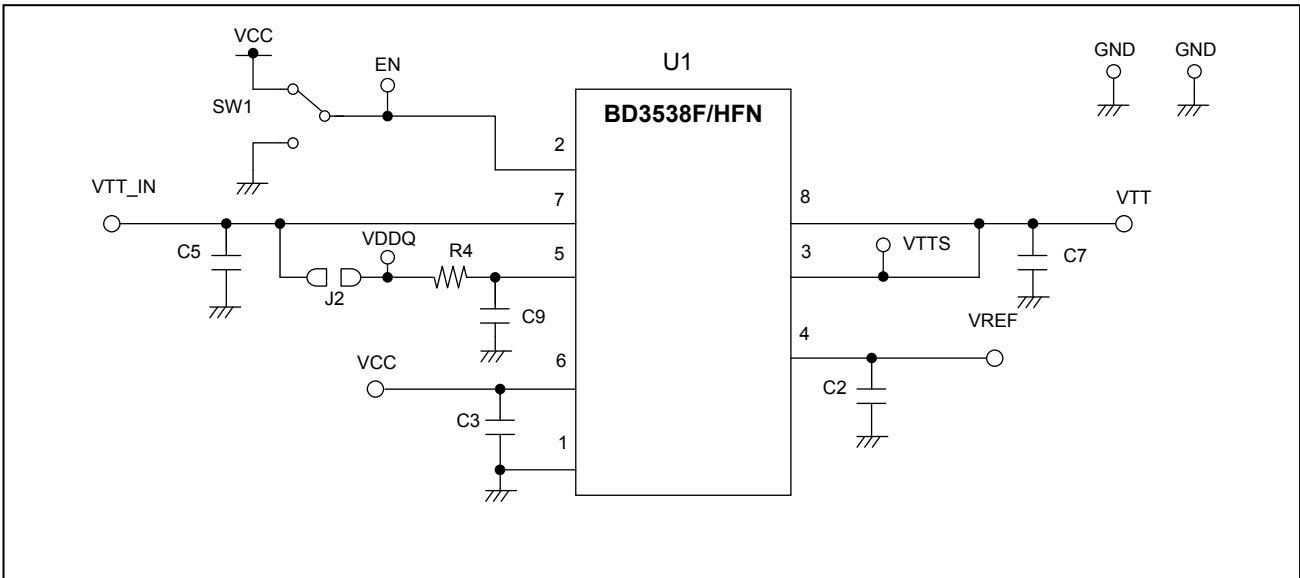 VCC
EN
SW1
U1
BD3538F/HFN
GND
GND
2
VTT_IN
7
8
VTT
C5
VDDQ
R4
5
3
VTTS
C7
J2
C9
VREF
4
VCC
6
C2
C3
1